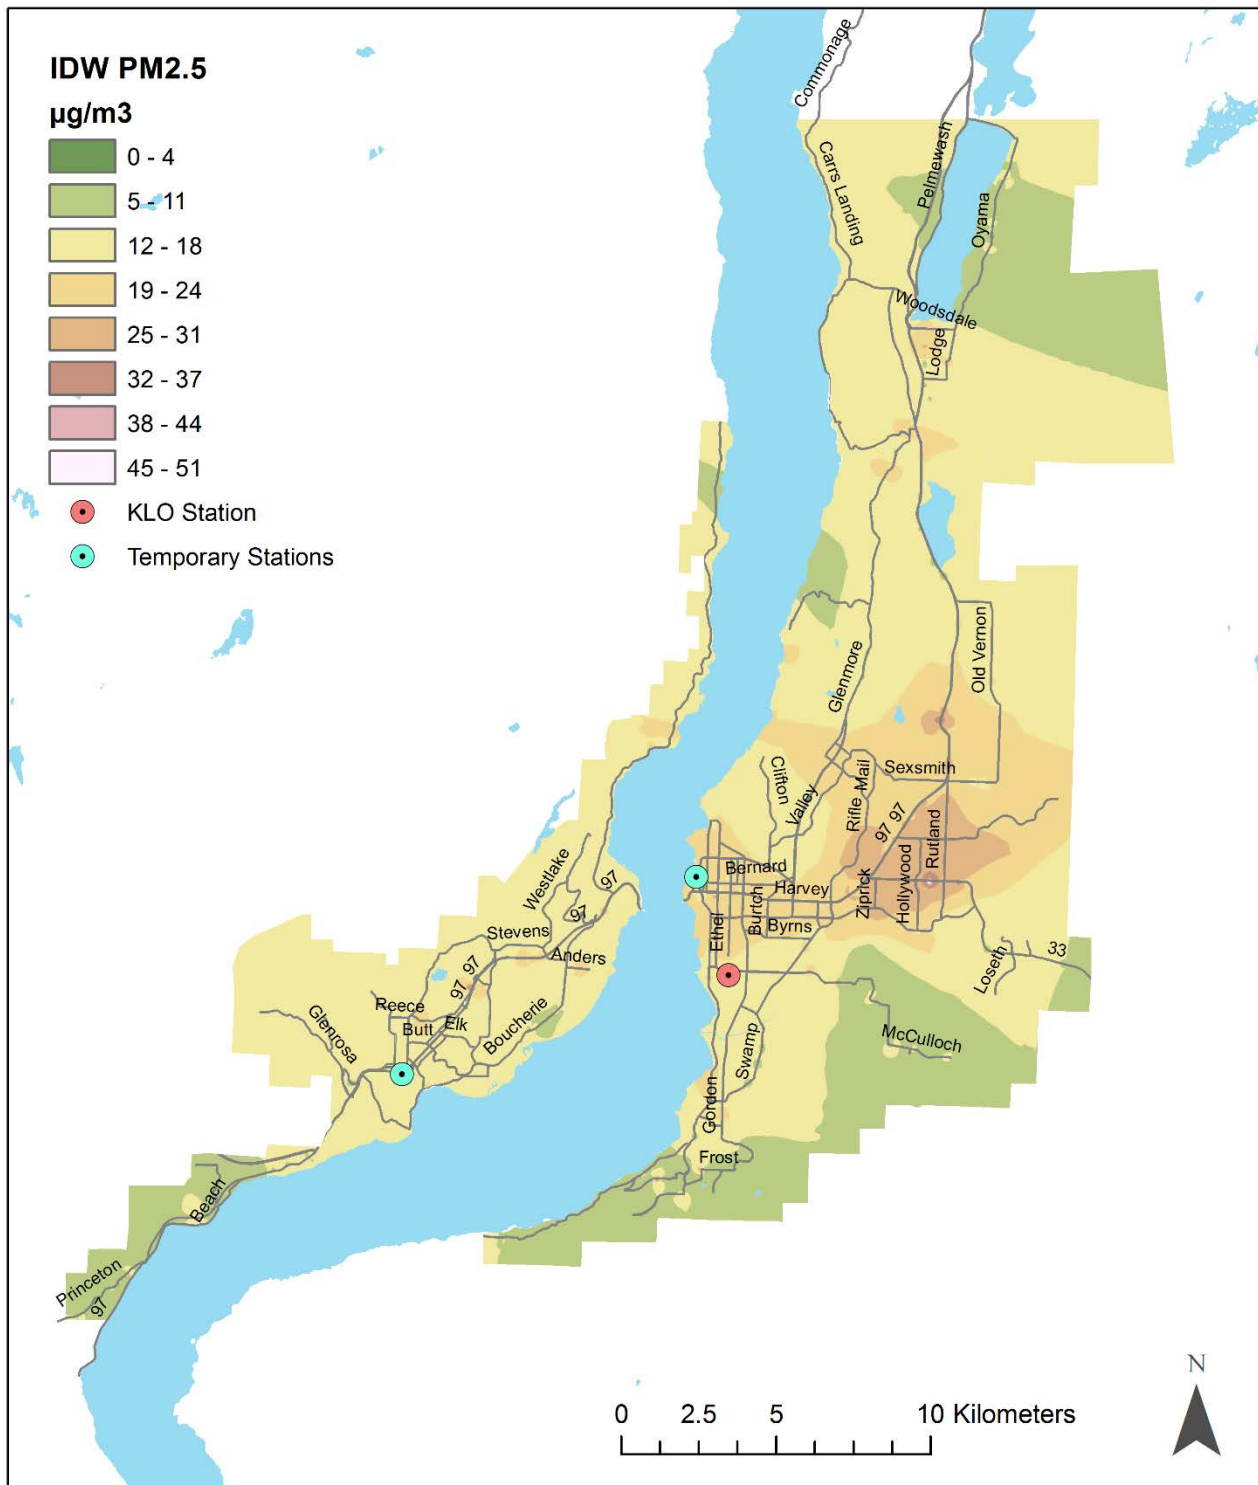 IDW PM2.5
µg/m3
0 - 4
5 - 11
12 - 18
19 - 24
25 - 31
32 - 37
38 - 44
45 - 51
KLO Station
Temporary Stations
Commonage
Carrs Landing
Pelmewash
Oyama
Woodsdale
Lodge
Old Vernon
Glenmore
Clifton
Valley
Mail
Rifle
Sexsmith
97
97
Rutland
Hollywood
Ziprick
Bernard
Harvey
Burtch
Byrns
Ethel
Loseth
33
McCulloch
Swamp
Gordon
Frost
Westlake
97
97
Stevens
Anders
97
97
Reece
Butt
Elk
Boucherie
Glenrosa
Beach
Princeton
97
N
0 2.5 5 10 Kilometers